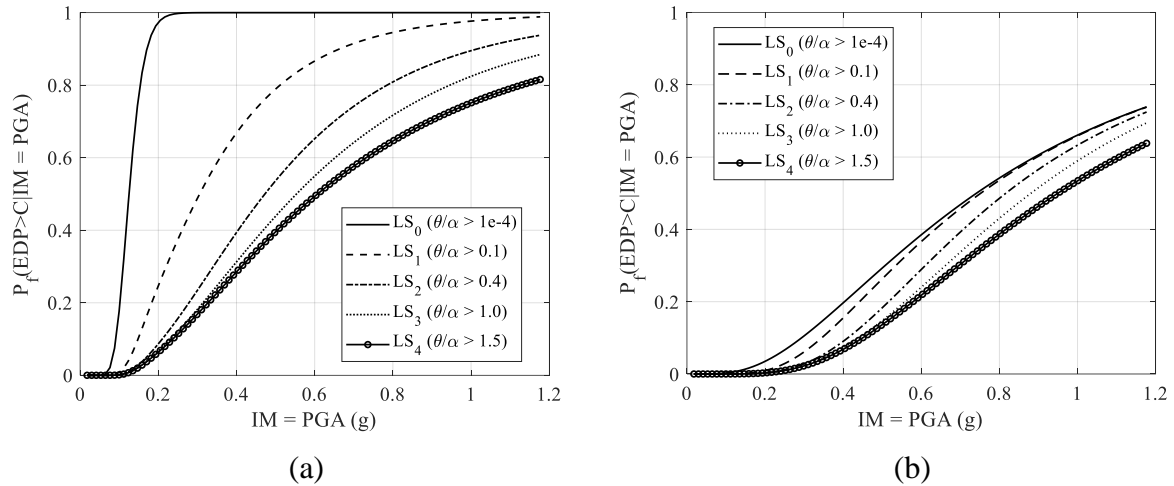 1
0.8
0.6
0.4
0.2
0
P_f(EDP>C|IM = PGA)
LS_0 (θ/α > 1e-4)
LS_1 (θ/α > 0.1)
LS_2 (θ/α > 0.4)
LS_3 (θ/α > 1.0)
LS_4 (θ/α > 1.5)
0 0.2 0.4 0.6 0.8 1 1.2
IM = PGA (g)
(a)
1
0.8
0.6
0.4
0.2
0
P_f(EDP>C|IM = PGA)
LS_0 (θ/α > 1e-4)
LS_1 (θ/α > 0.1)
LS_2 (θ/α > 0.4)
LS_3 (θ/α > 1.0)
LS_4 (θ/α > 1.5)
0 0.2 0.4 0.6 0.8 1 1.2
IM = PGA (g)
(b)